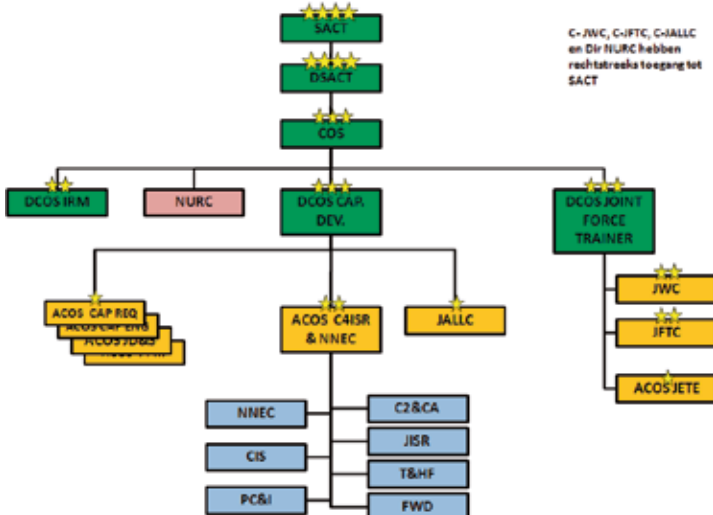 SACT
C-JWC, C-JFTC, C-JALLC
en Dir NURC hebben
rechtstreeks toegang tot
SACT
DSACT
COS
DCOS IRM
NURC
DCOS CAP.
DEV.
DCOS JOINT
FORCE
TRAINER
ACOS CAP REQ
ACOS CAP ENG
ACOS JD&S
ACOS C4ISR
& NNEC
JALLC
JWC
JFTC
ACOS JETE
NNEC
C2&CA
CIS
JISR
T&HF
PC&I
FWD